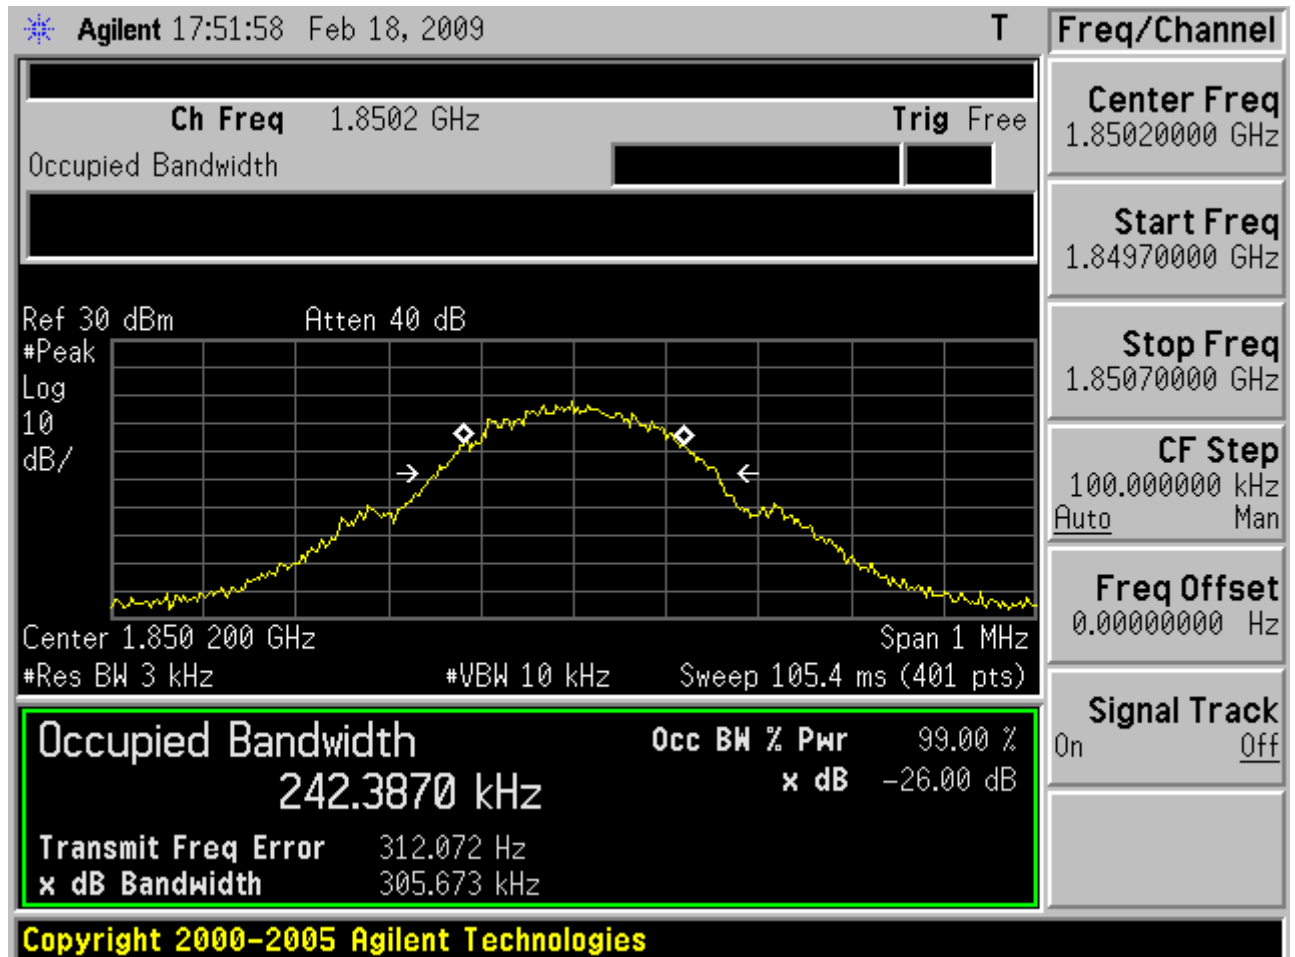 Agilent 17:51:58 Feb 18, 2009 T
Freq/Channel
Ch Freq 1.8502 GHz Trig Free
Occupied Bandwidth
Center Freq
1.85020000 GHz
Start Freq
1.84970000 GHz
Stop Freq
1.85070000 GHz
CF Step
100.000000 kHz
Auto Man
Freq Offset
0.00000000 Hz
Signal Track
On Off
Ref 30 dBm Atten 40 dB
#Peak
Log
10
dB/
Center 1.850 200 GHz Span 1 MHz
#Res BW 3 kHz #VBW 10 kHz Sweep 105.4 ms (401 pts)
Occupied Bandwidth Occ BW % Pwr 99.00 %
242.3870 kHz x dB -26.00 dB
Transmit Freq Error 312.072 Hz
x dB Bandwidth 305.673 kHz
Copyright 2000-2005 Agilent Technologies